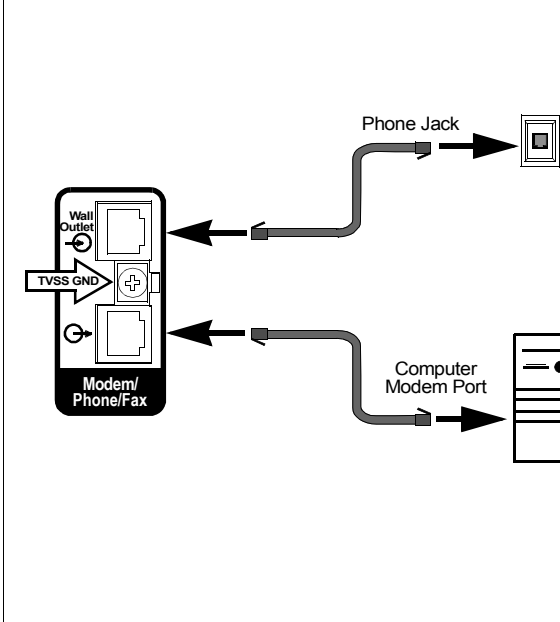 Phone Jack
Wall
Outlet
TVSS GND
Modem/
Phone/Fax
Computer
Modem Port